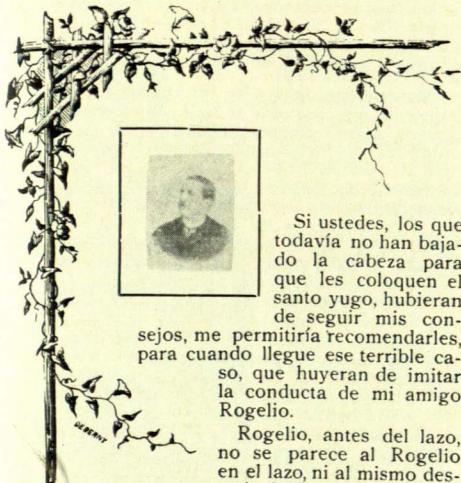 Si ustedes, los que
todavía no han baja-
do la cabeza para
que les coloquen el
santo yugo, hubieran
de seguir mis con-
sejos, me permitiría recomendarles,
para cuando llegue ese terrible ca-
so, que huyeran de imitar
la conducta de mi amigo
Rogelio.
Rogelio, antes del lazo,
no se parece al Rogelio
en el lazo, ni al mismo des-